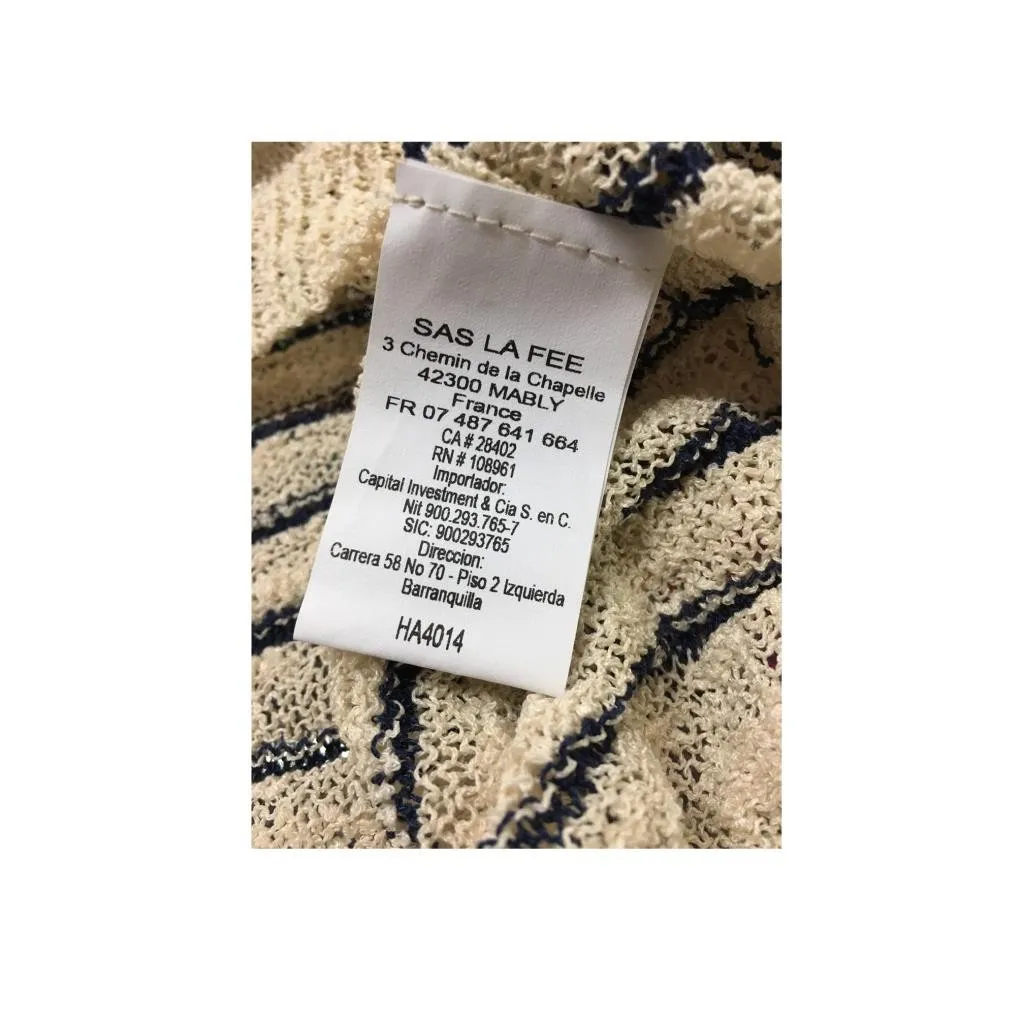 SAS LA FEE
3 Chemin de la Chapelle
42300 MABLY
France
FR 07 487 641 664
CA # 28402
RN # 108961
Importador:
Capital Investment & Cia S. en C.
Nit 900.293.765-7
SIC: 900293765
Direccion:
Carrera 58 No 70 - Piso 2 Izquierda
Barranquilla
HA4014